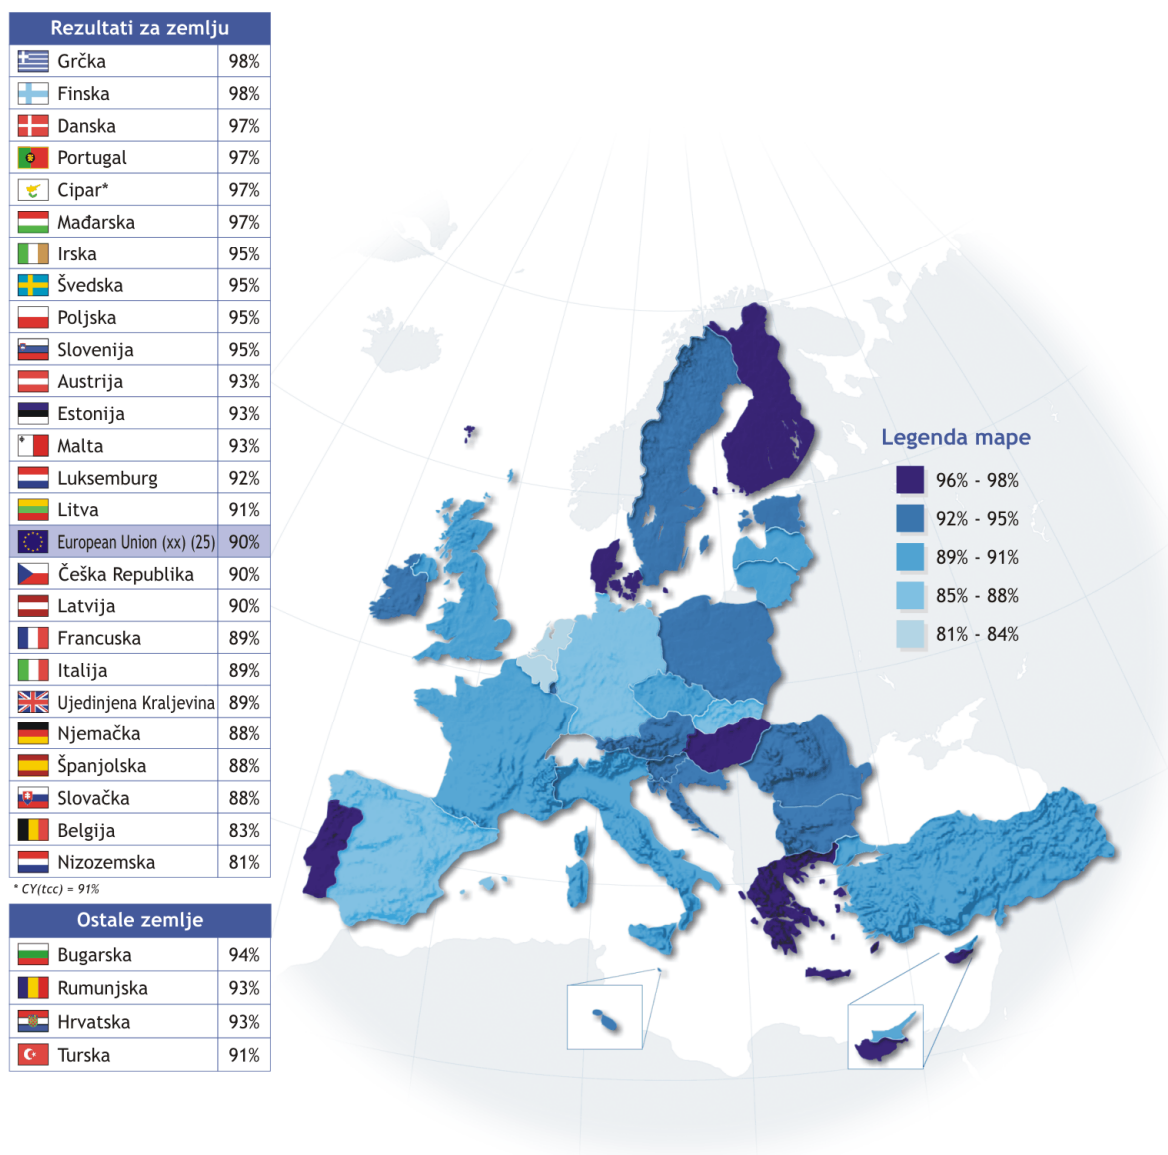 Rezultati za zemlju
Grčka 98%
Finska 98%
Danska 97%
Portugal 97%
Cipar* 97%
Mađarska 97%
Irska 95%
Švedska 95%
Poljska 95%
Slovenija 95%
Austrija 93%
Estonija 93%
Malta 93%
Luksemburg 92%
Litva 91%
European Union (xx) (25) 90%
Češka Republika 90%
Latvija 90%
Francuska 89%
Italija 89%
Ujedinjena Kraljevina 89%
Njemačka 88%
Španjolska 88%
Slovačka 88%
Belgija 83%
Nizozemska 81%
* CY(tcc) = 91%
Ostale zemlje
Bugarska 94%
Rumunjska 93%
Hrvatska 93%
Turska 91%
Legenda mape
96% - 98%
92% - 95%
89% - 91%
85% - 88%
81% - 84%